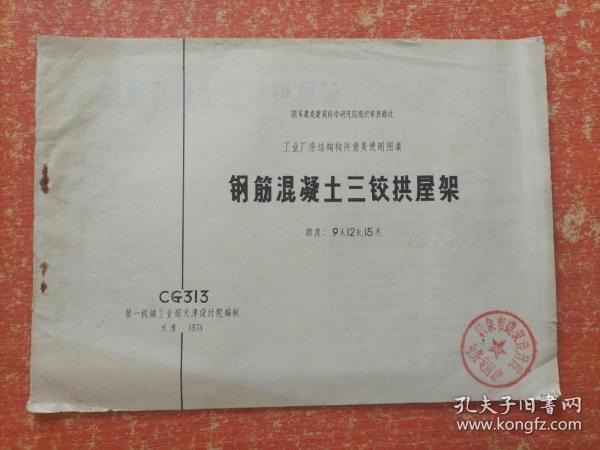 国家建委建筑科学研究院组织审查通过
工业厂房结构构件重复使用图集
钢筋混凝土三铰拱屋架
跨度：9米12米15米
CG313
第一机械工业部天津设计院编制
天津 1974
孔夫子旧书网
www.kongfz.com